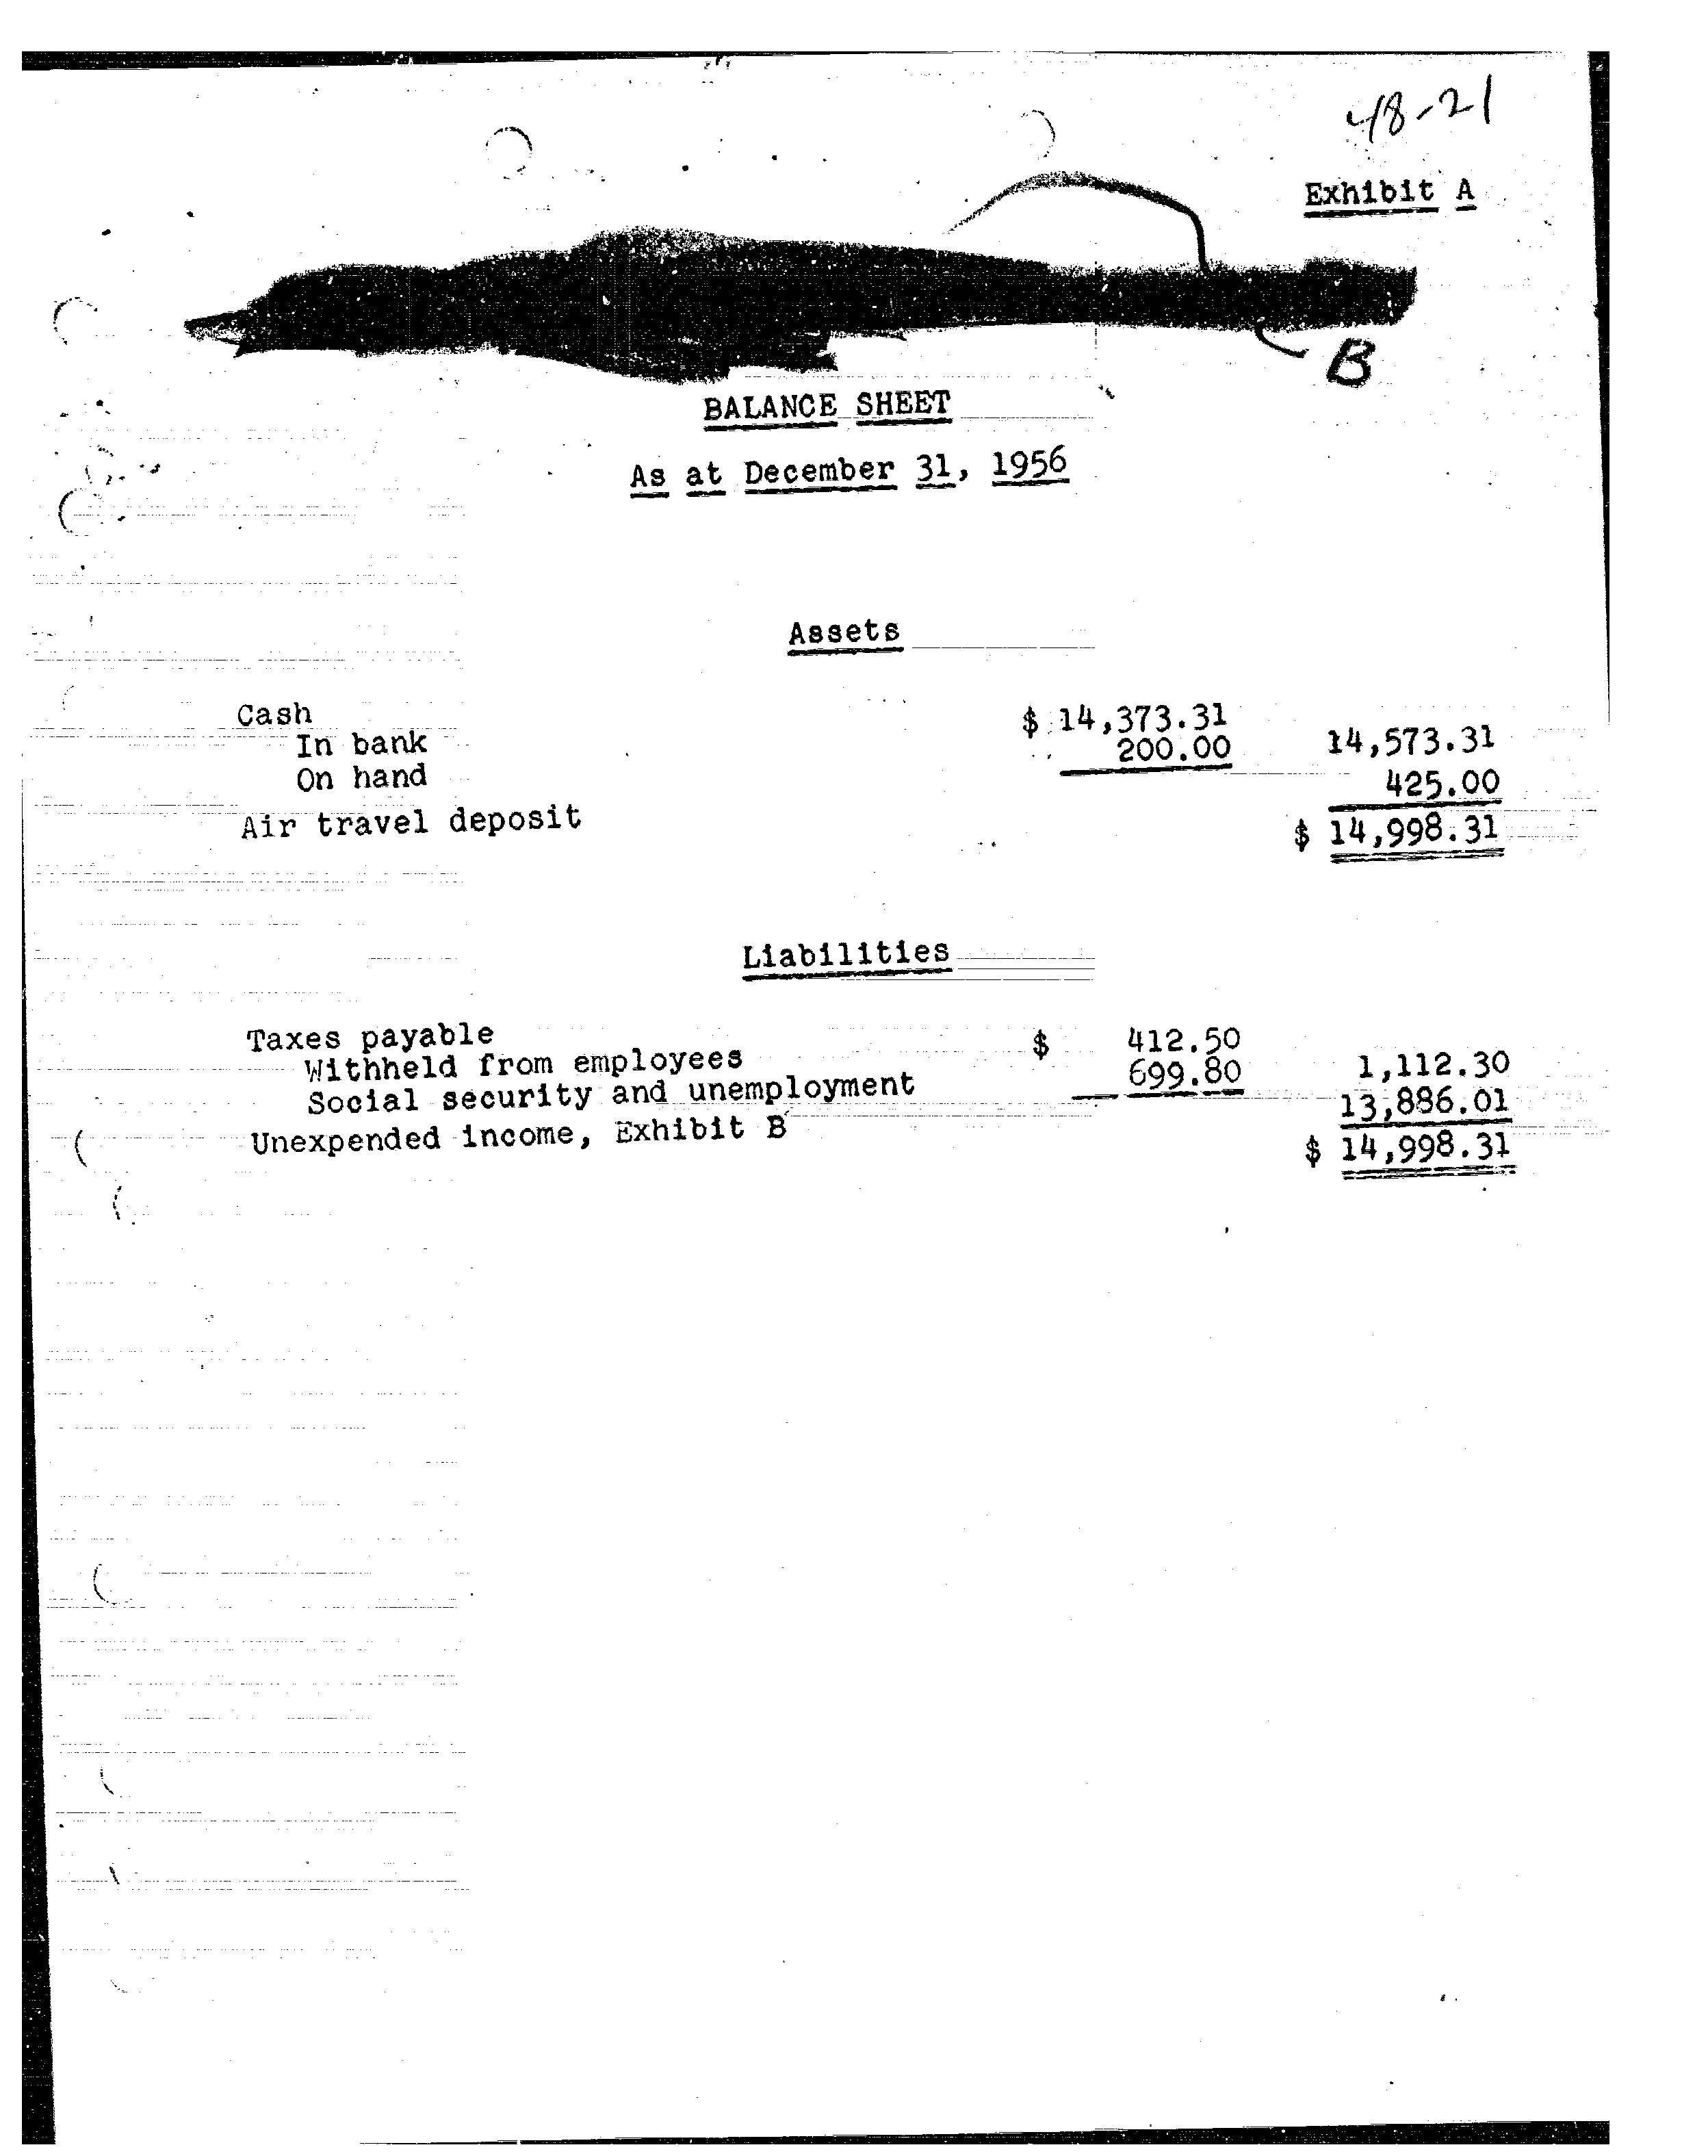 48-21
Exhibit A
B
BALANCE SHEET
As at December 31, 1956
Assets
Cash
In bank $ 14,373.31
On hand 200.00 14,573.31
Air travel deposit 425.00
$ 14,998.31
Liabilities
Taxes payable
Withheld from employees $ 412.50
Social security and unemployment 699.80 1,112.30
Unexpended income, Exhibit B 13,886.01
$ 14,998.31